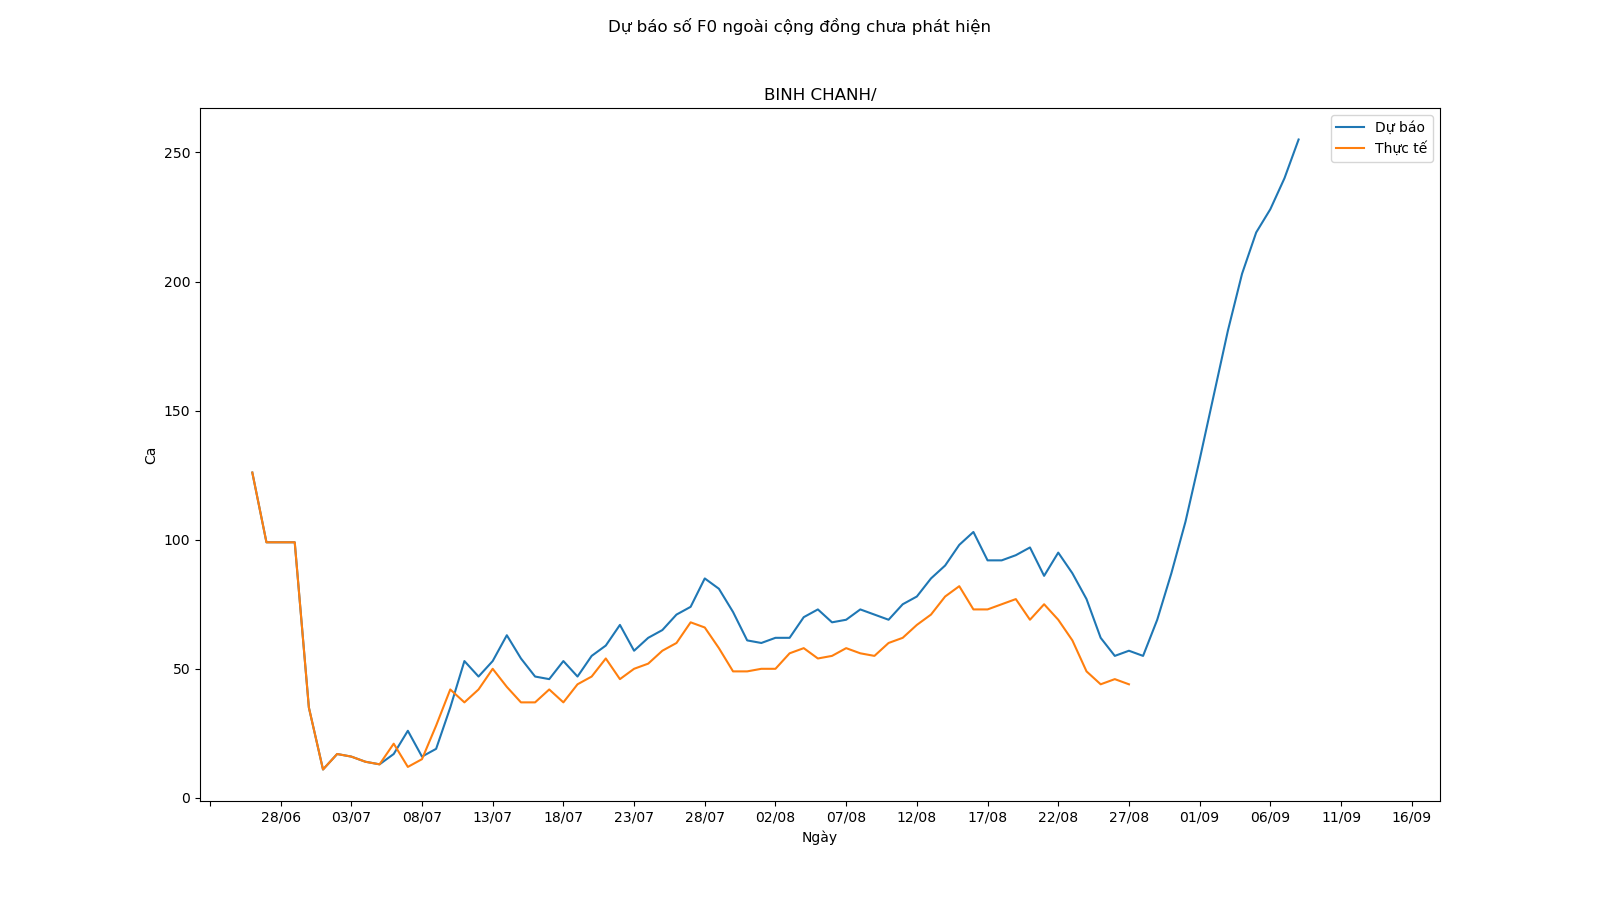 Dự báo số F0 ngoài cộng đồng chưa phát hiện
BINH CHANH/
Dự báo
Thực tế
250
200
150
100
50
0
Ca
28/06 03/07 08/07 13/07 18/07 23/07 28/07 02/08 07/08 12/08 17/08 22/08 27/08 01/09 06/09 11/09 16/09
Ngày